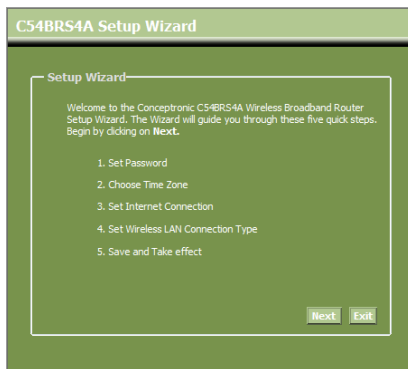 C54BRS4A Setup Wizard
Setup Wizard
Welcome to the Conceptronic C54BRS4A Wireless Broadband Router
Setup Wizard. The Wizard will guide you through these five quick steps.
Begin by clicking on Next.
1. Set Password
2. Choose Time Zone
3. Set Internet Connection
4. Set Wireless LAN Connection Type
5. Save and Take effect
Next Exit